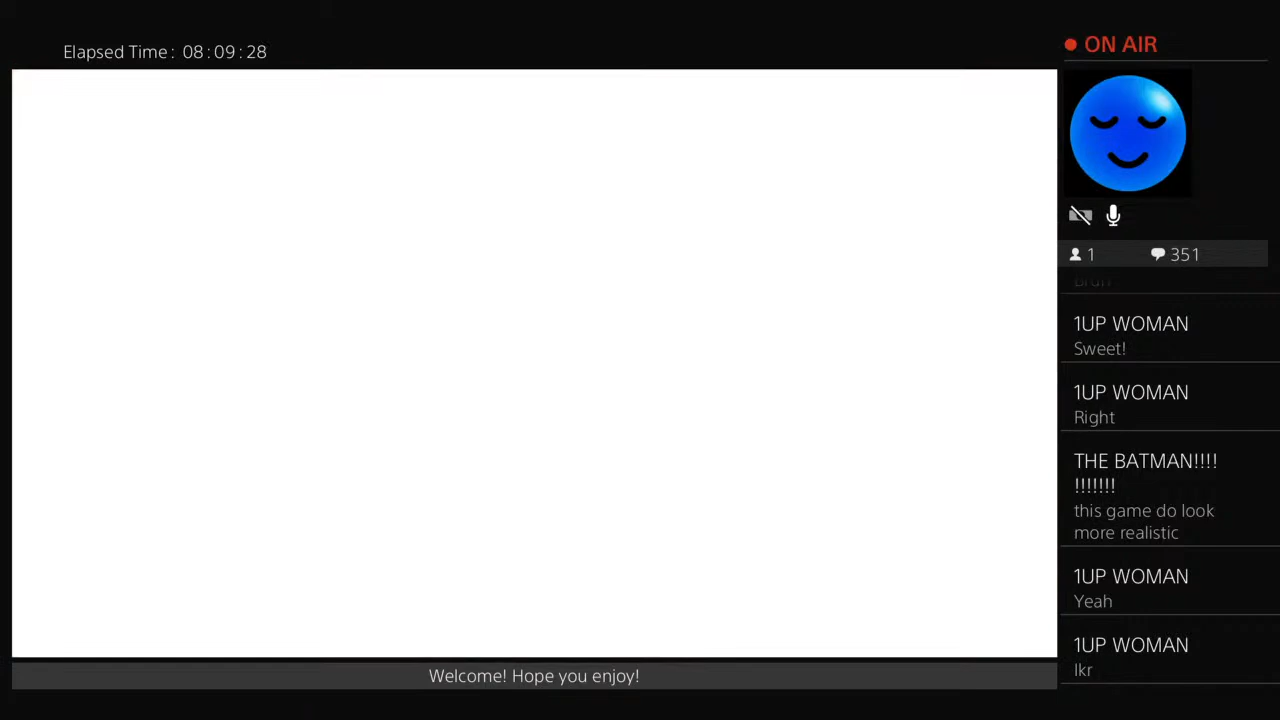 Elapsed Time: 08:09:28
ON AIR
1
351
1UP WOMAN
Sweet!
1UP WOMAN
Right
THE BATMAN!!!!
!!!!!!!
this game do look
more realistic
1UP WOMAN
Yeah
1UP WOMAN
Ikr
Welcome! Hope you enjoy!